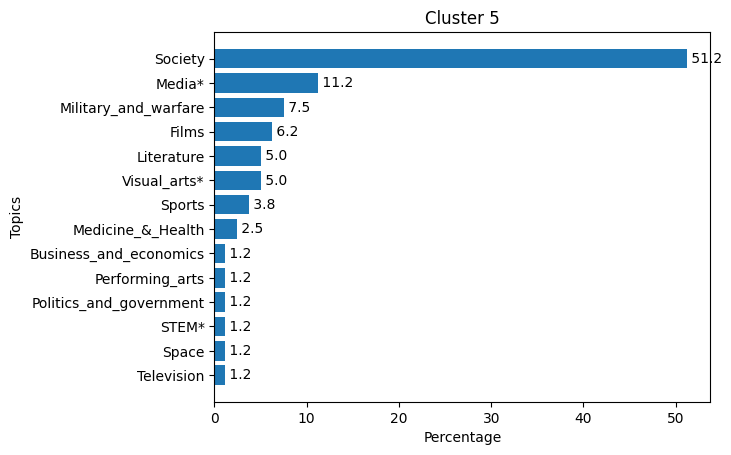 Cluster 5
Topics
Society 51.2
Media* 11.2
Military_and_warfare 7.5
Films 6.2
Literature 5.0
Visual_arts* 5.0
Sports 3.8
Medicine_&_Health 2.5
Business_and_economics 1.2
Performing_arts 1.2
Politics_and_government 1.2
STEM* 1.2
Space 1.2
Television 1.2
0 10 20 30 40 50
Percentage